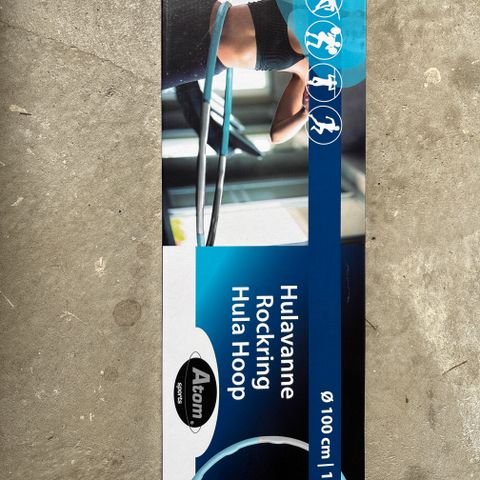 Hulavanne
Rockring
Hula Hoop
Ø 100 cm | 1
Atom®
sports